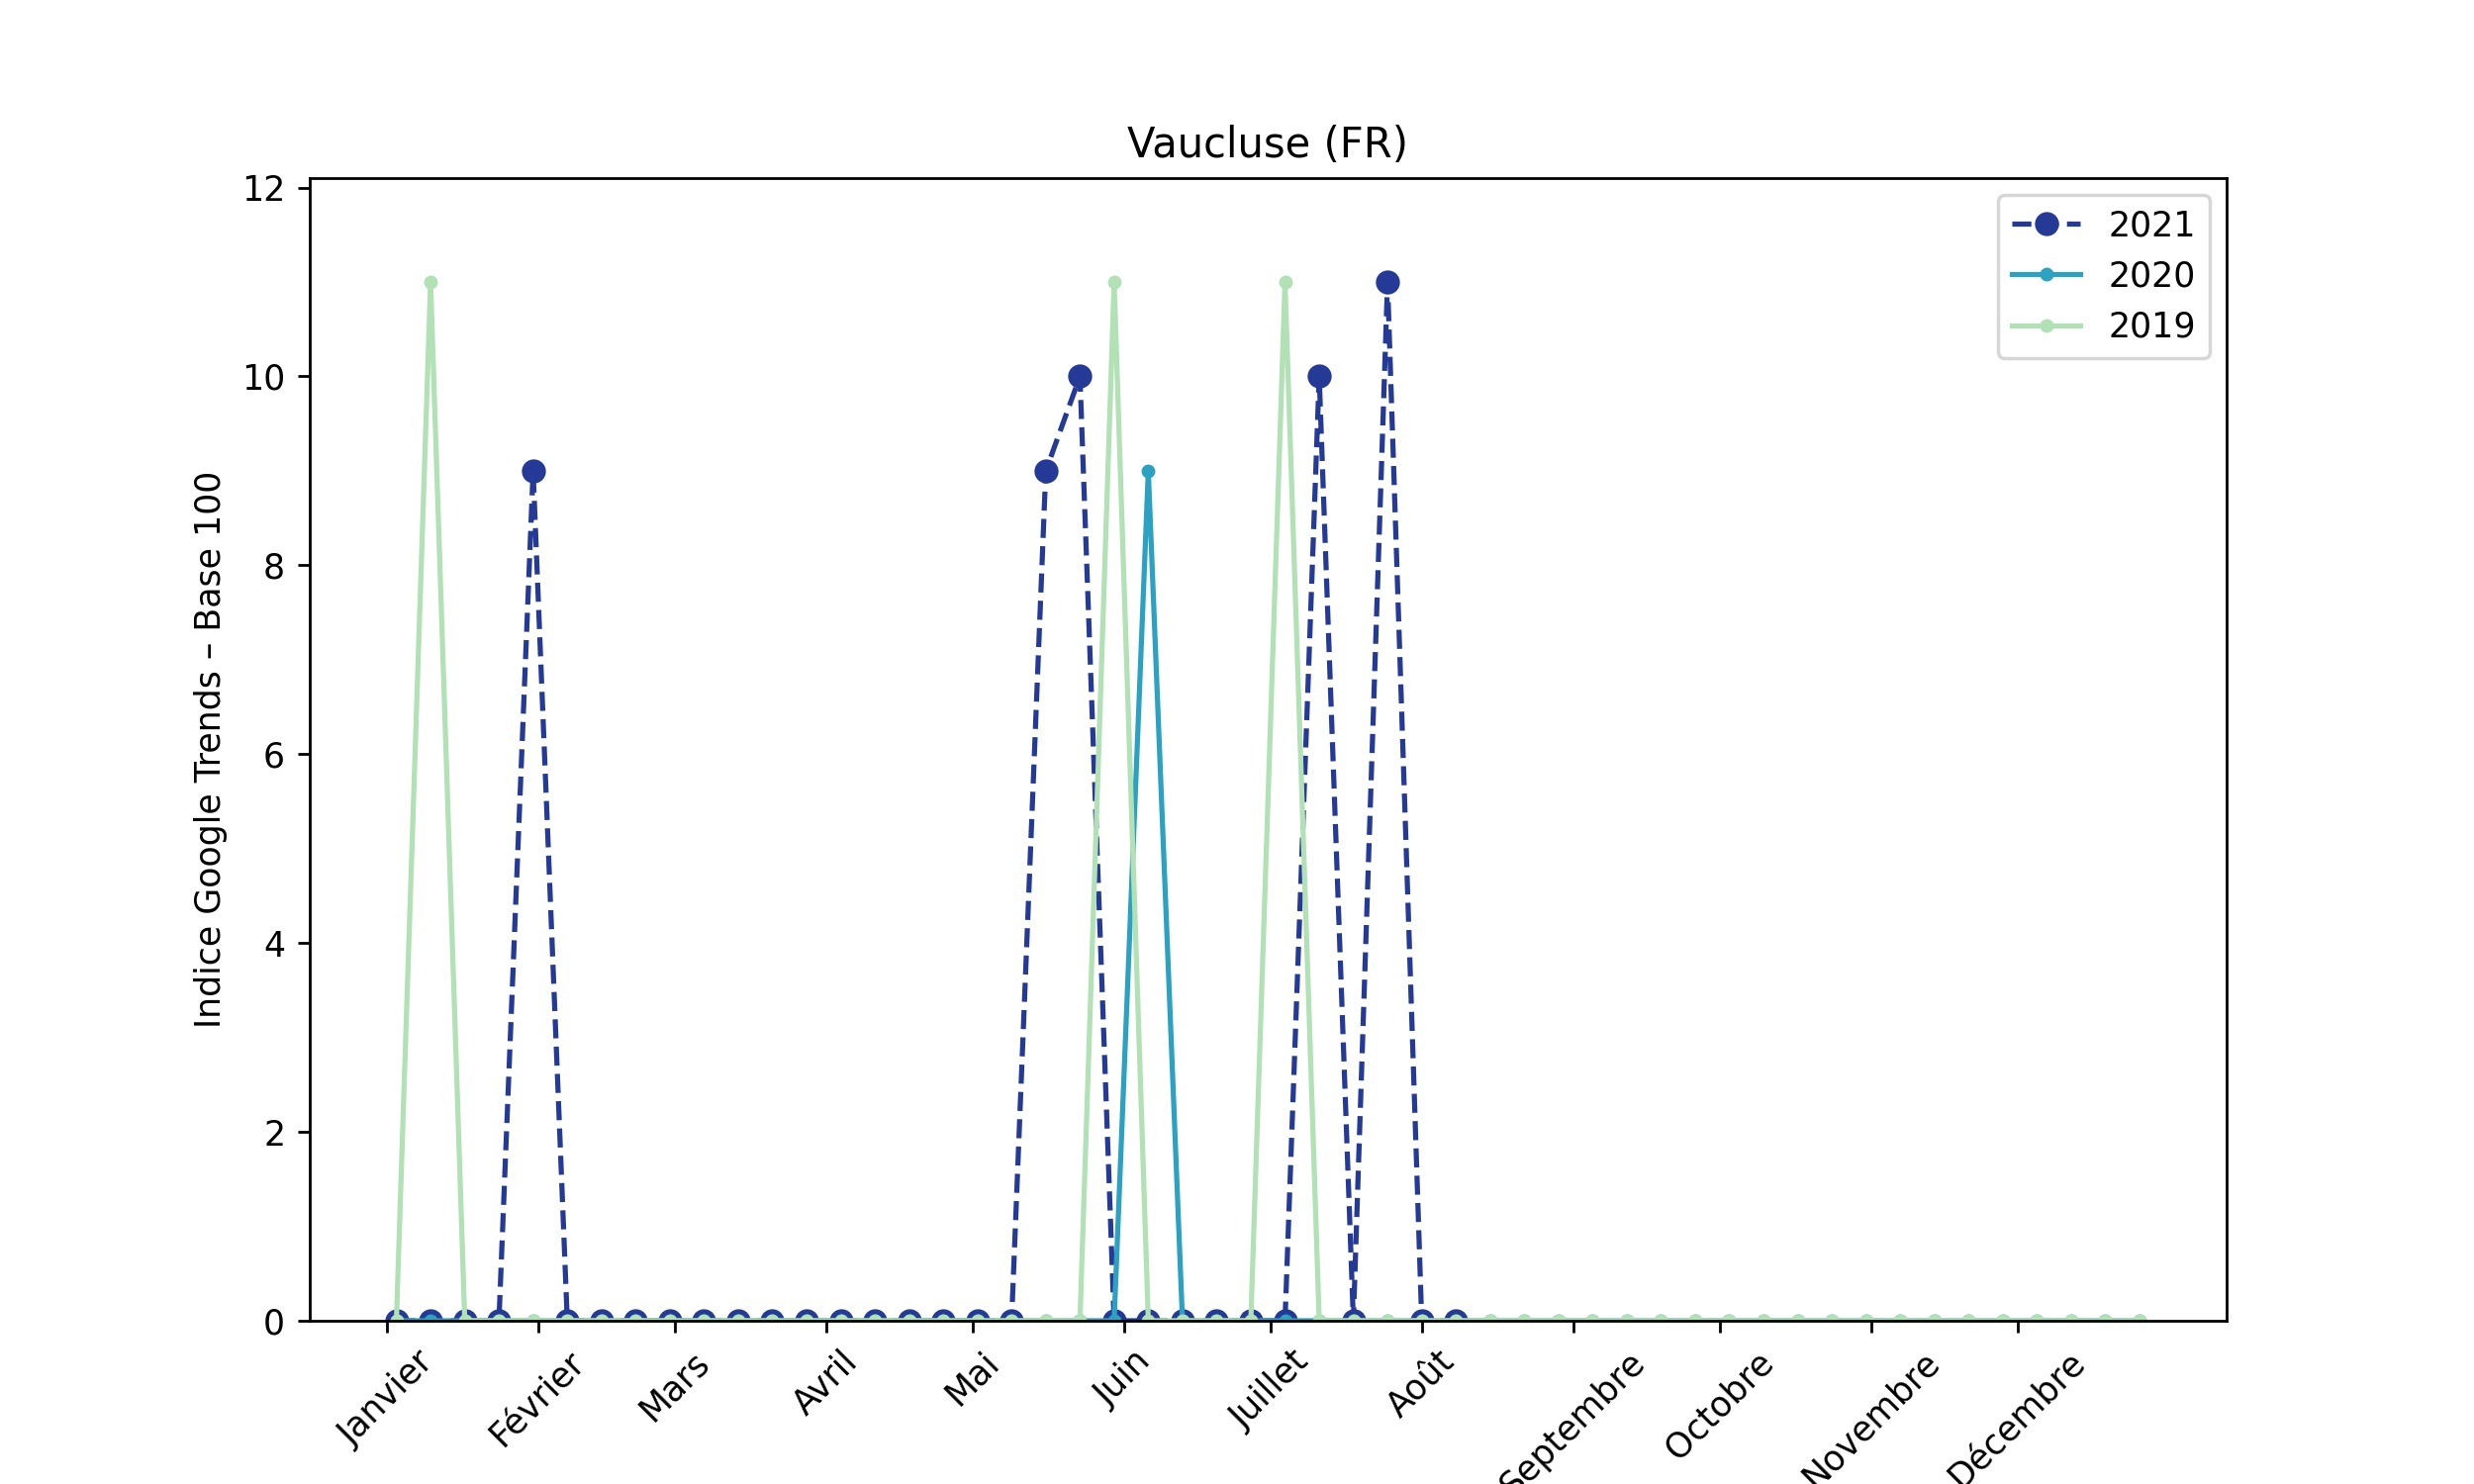 Vaucluse (FR)
12
10
8
6
4
2
0
Indice Google Trends – Base 100
2021
2020
2019
Janvier
Février
Mars
Avril
Mai
Juin
Juillet
Août
Septembre
Octobre
Novembre
Décembre